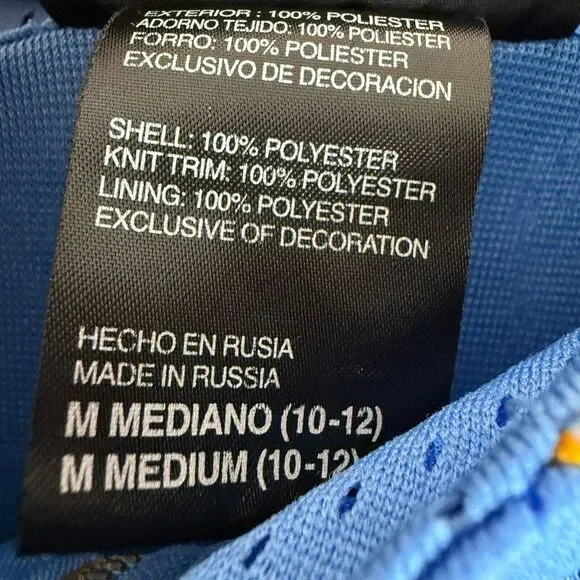 EXTERIOR: 100% POLIESTER
ADORNO TEJIDO: 100% POLIESTER
FORRO: 100% POLIESTER
EXCLUSIVO DE DECORACION
SHELL: 100% POLYESTER
KNIT TRIM: 100% POLYESTER
LINING: 100% POLYESTER
EXCLUSIVE OF DECORATION
HECHO EN RUSIA
MADE IN RUSSIA
M MEDIANO (10-12)
M MEDIUM (10-12)